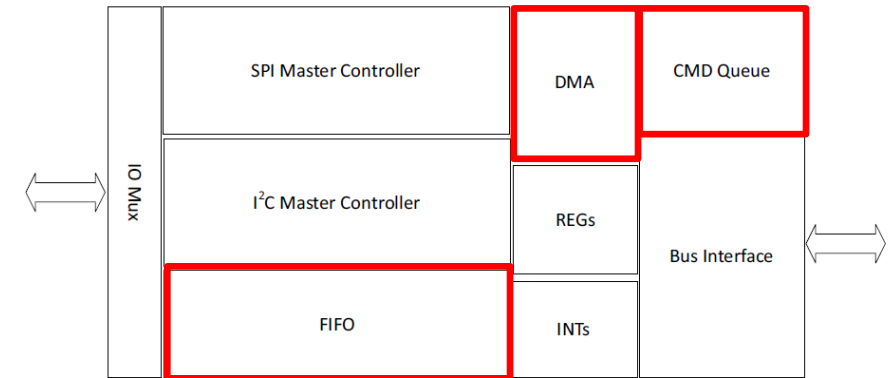 IO Mux
SPI Master Controller
DMA
CMD Queue
I²C Master Controller
REGs
Bus Interface
FIFO
INTs